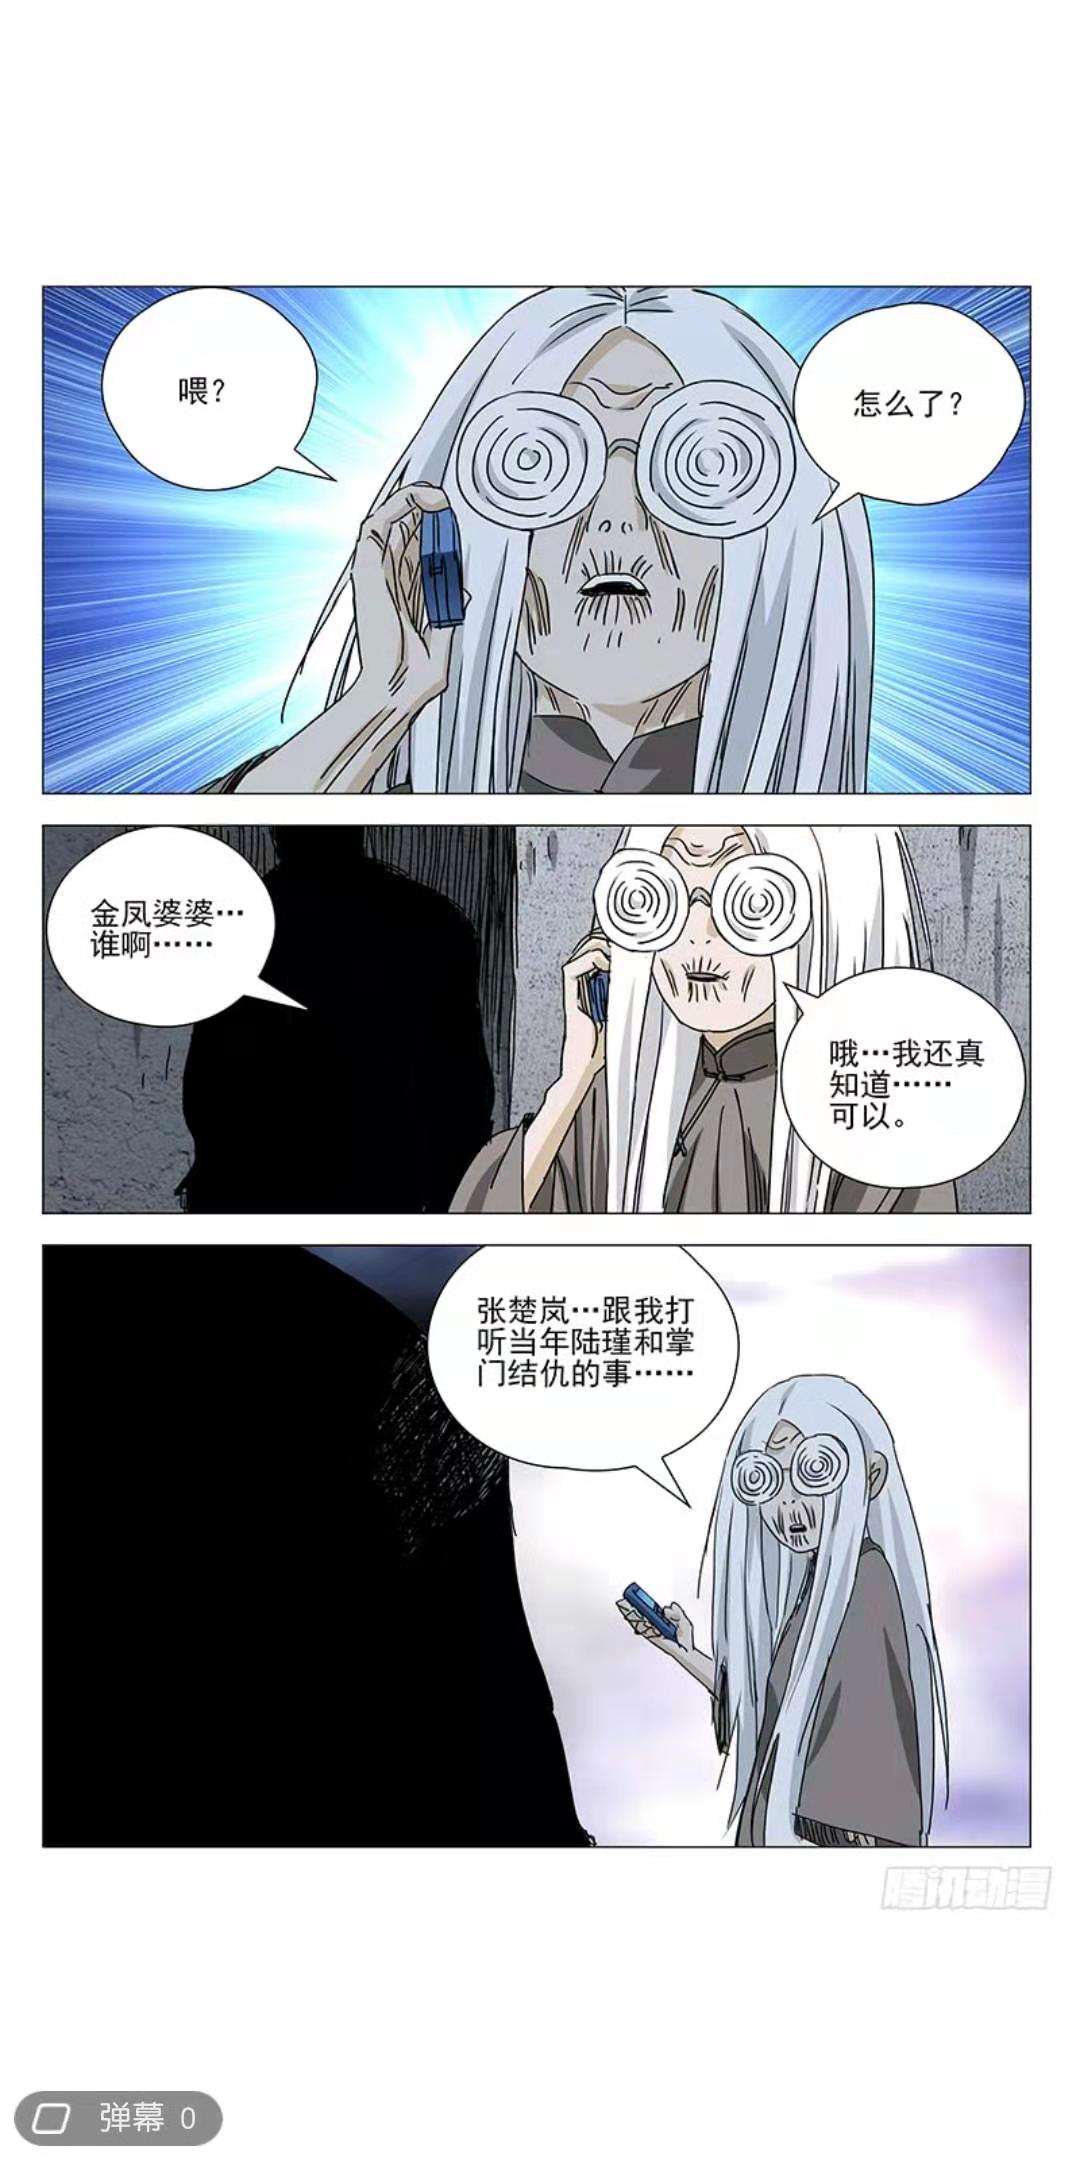 喂？
怎么了？
金凤婆婆…
谁啊……
哦…我还真
知道……
可以。
张楚岚…跟我打
听当年陆瑾和掌
门结仇的事……
腾讯动漫
弹幕 0